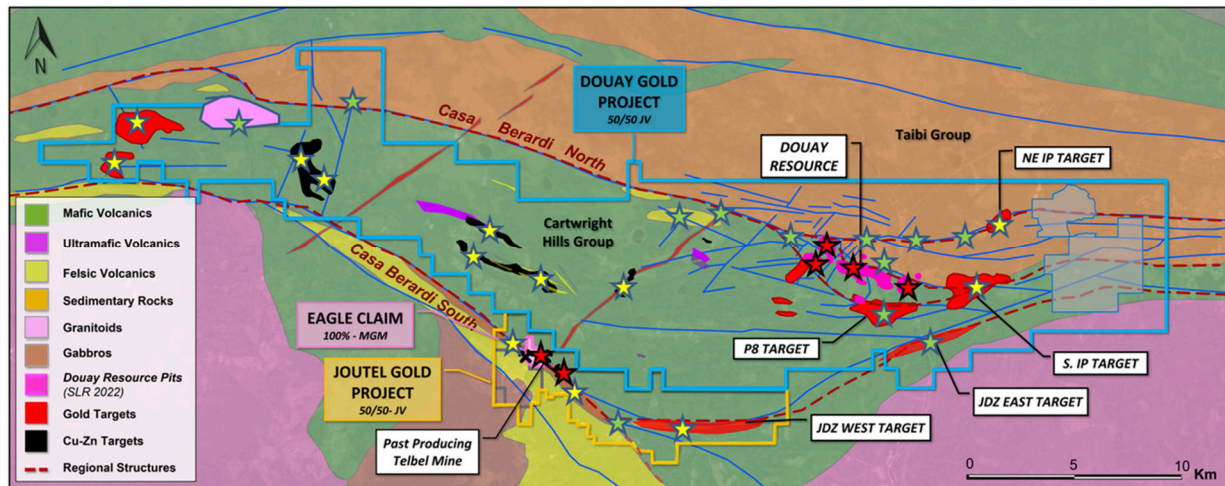 N
DOUAY GOLD
PROJECT
50/50 JV
Casa Berardi North
Taibi Group
DOUAY
RESOURCE
NE IP TARGET
Cartwright
Hills Group
Casa Berardi South
EAGLE CLAIM
100% - MGM
JOUTEL GOLD
PROJECT
50/50- JV
Past Producing
Telbel Mine
P8 TARGET
S. IP TARGET
JDZ EAST TARGET
JDZ WEST TARGET
Mafic Volcanics
Ultramafic Volcanics
Felsic Volcanics
Sedimentary Rocks
Granitoids
Gabbros
Douay Resource Pits
(SLR 2022)
Gold Targets
Cu-Zn Targets
Regional Structures
0 5 10
Km